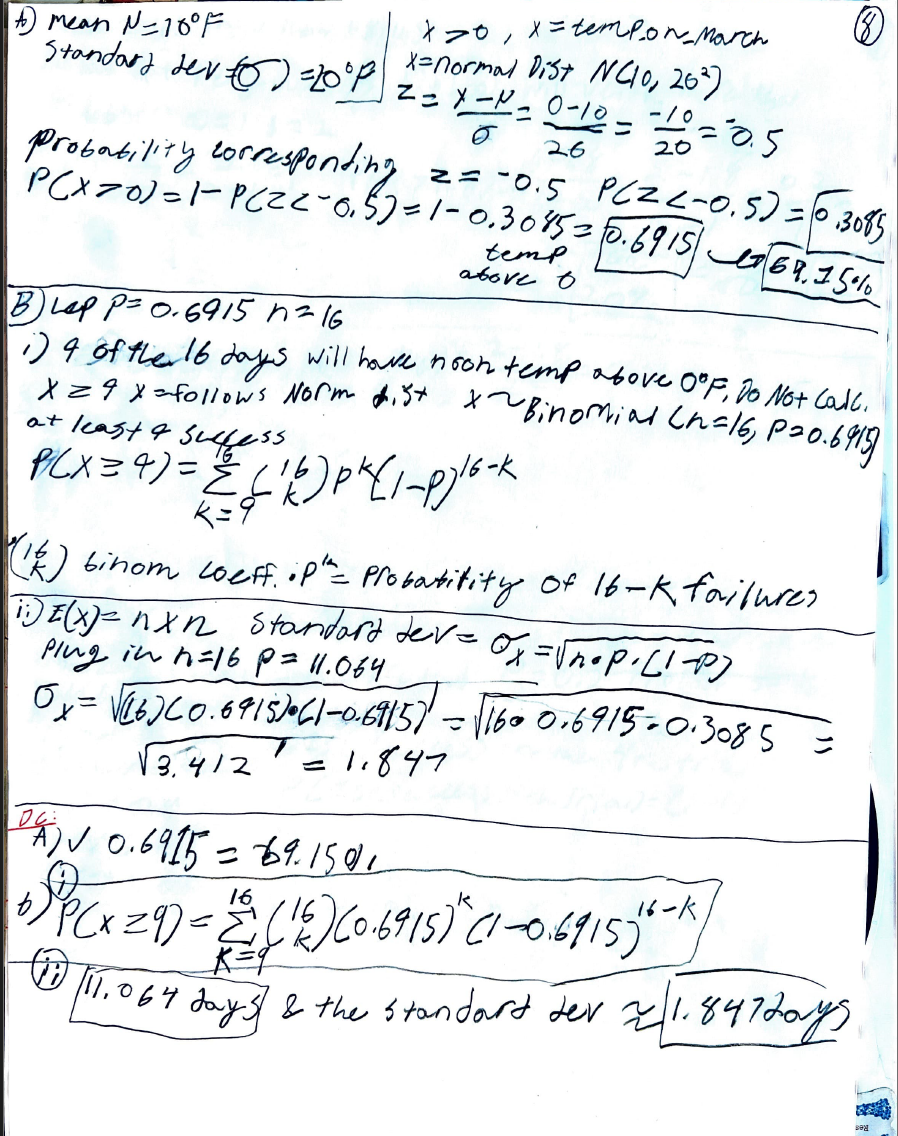 A) mean N=10°F
Standard dev (σ) = 20°F
8
x > 0, x = temp on March
x = normal Dist N(10, 20²)
z = x-N/σ = 0-10/20 = -10/20 = -0.5
probability corresponding z = -0.5 P(Z<-0.5) = 0.3085
P(X>0) = 1-P(Z<-0.5) = 1-0.3085 = 0.6915 → 69.15%
temp
above 0
B) P = 0.6915 n = 16
i) 9 of the 16 days will have noon temp above 0°F, Do Not Calc.
X ≥ 9 X = follows Norm dist X ~ Binomial (n=16, P=0.6915)
at least 9 success
P(X ≥ 9) = 16 Σ k=9 (16 k) P^k (1-P)^16-k
(16 k) binom coeff. · P^k = Probability of 16-k failures
ii) E(X) = n x n Standard dev = σx = √n·P·(1-P)
Plug in n=16 P = 11.064
σx = √(16)(0.6915)·(1-0.6915) = √16·0.6915·0.3085 =
√3.412 = 1.847
DC:
A) √ 0.6915 = 69.15%
b) i P(X ≥ 9) = 16 Σ k=9 (16 k) (0.6915)^k (1-0.6915)^16-k
ii 11.064 days & the standard dev ≈ 1.847 days